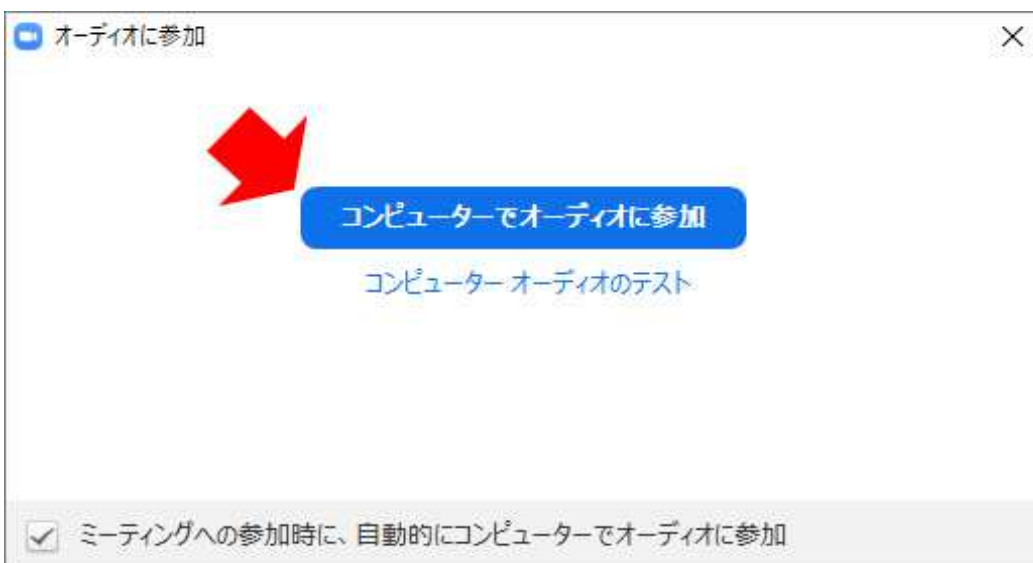 オーディオに参加
コンピューターでオーディオに参加
コンピューター オーディオのテスト
ミーティングへの参加時に、自動的にコンピューターでオーディオに参加